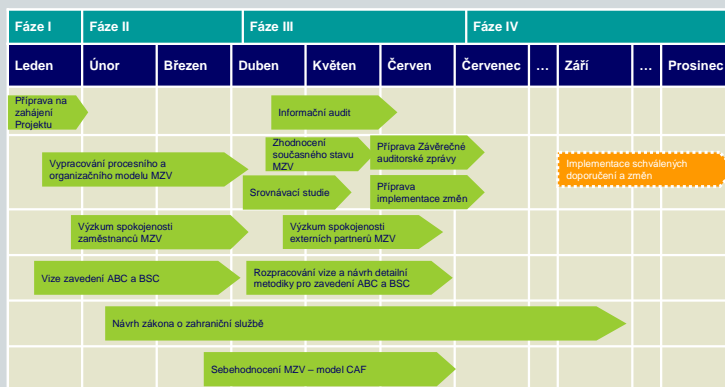 Fáze I
Fáze II
Fáze III
Fáze IV
Leden
Únor
Březen
Duben
Květen
Červen
Červenec
...
Září
...
Prosinec
Příprava na
zahájení
Projektu
Informační audit
Vypracování procesního a
organizačního modelu MZV
Zhodnocení
současného stavu
MZV
Příprava Závěrečné
auditorské zprávy
Implementace schválených
doporučení a změn
Srovnávací studie
Příprava
implementace změn
Výzkum spokojenosti
zaměstnanců MZV
Výzkum spokojenosti
externích partnerů MZV
Vize zavedení ABC a BSC
Rozpracování vize a návrh detailní
metodiky pro zavedení ABC a BSC
Návrh zákona o zahraniční službě
Sebehodnocení MZV – model CAF